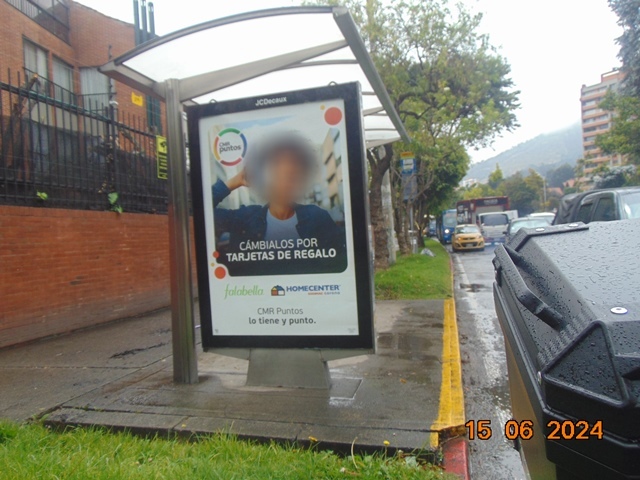 JCDecaux
CMR
puntos
CÁMBIALOS POR
TARJETAS DE REGALO
falabella
HOMECENTER
CMR Puntos
lo tiene y punto.
15 06 2024